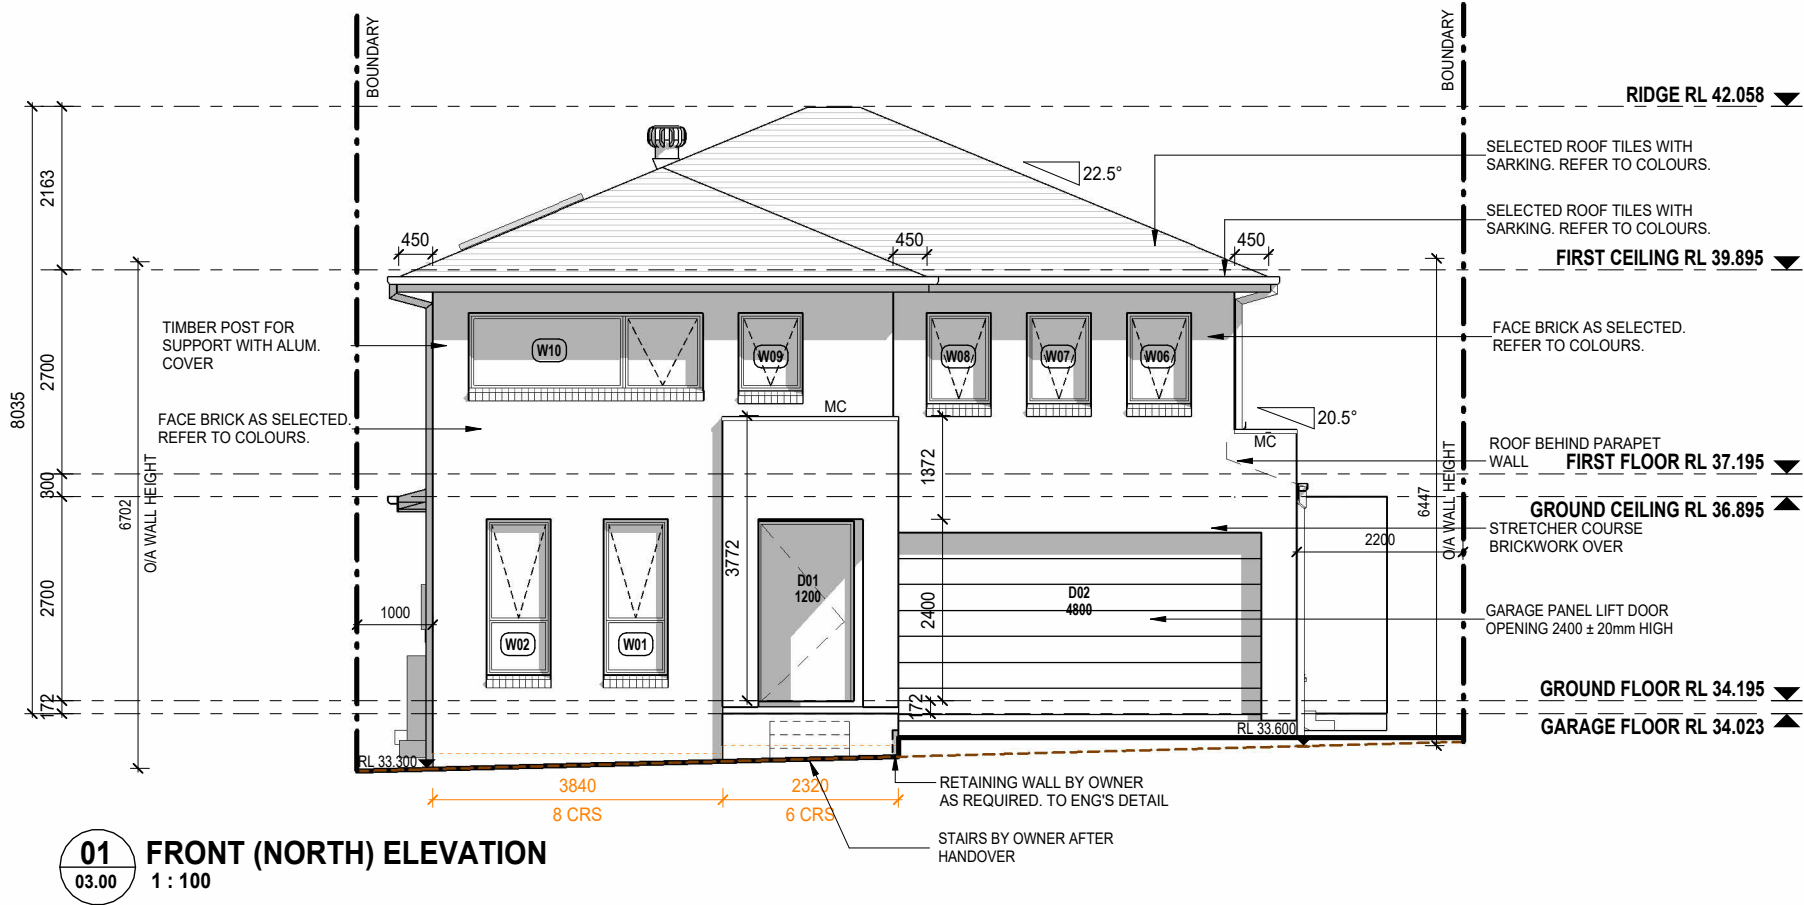 BOUNDARY
BOUNDARY
RIDGE RL 42.058
SELECTED ROOF TILES WITH
SARKING. REFER TO COLOURS.
22.5°
2163
SELECTED ROOF TILES WITH
SARKING. REFER TO COLOURS.
450
450
450
FIRST CEILING RL 39.895
TIMBER POST FOR
SUPPORT WITH ALUM.
COVER
W10
W09
W08
W07
W06
FACE BRICK AS SELECTED.
REFER TO COLOURS.
2700
8035
MC
20.5°
FACE BRICK AS SELECTED.
REFER TO COLOURS.
MC
ROOF BEHIND PARAPET
WALL
FIRST FLOOR RL 37.195
300
6702
O/A WALL HEIGHT
1372
6447
O/A WALL HEIGHT
GROUND CEILING RL 36.895
STRETCHER COURSE
BRICKWORK OVER
2200
3772
2700
1000
D01
1200
2400
D02
4800
GARAGE PANEL LIFT DOOR
OPENING 2400 ± 20mm HIGH
W02
W01
GROUND FLOOR RL 34.195
172
172
GARAGE FLOOR RL 34.023
RL 33.600
RL 33.300
3840
8 CRS
2320
6 CRS
RETAINING WALL BY OWNER
AS REQUIRED. TO ENG'S DETAIL
STAIRS BY OWNER AFTER
HANDOVER
01
03.00
FRONT (NORTH) ELEVATION
1 : 100